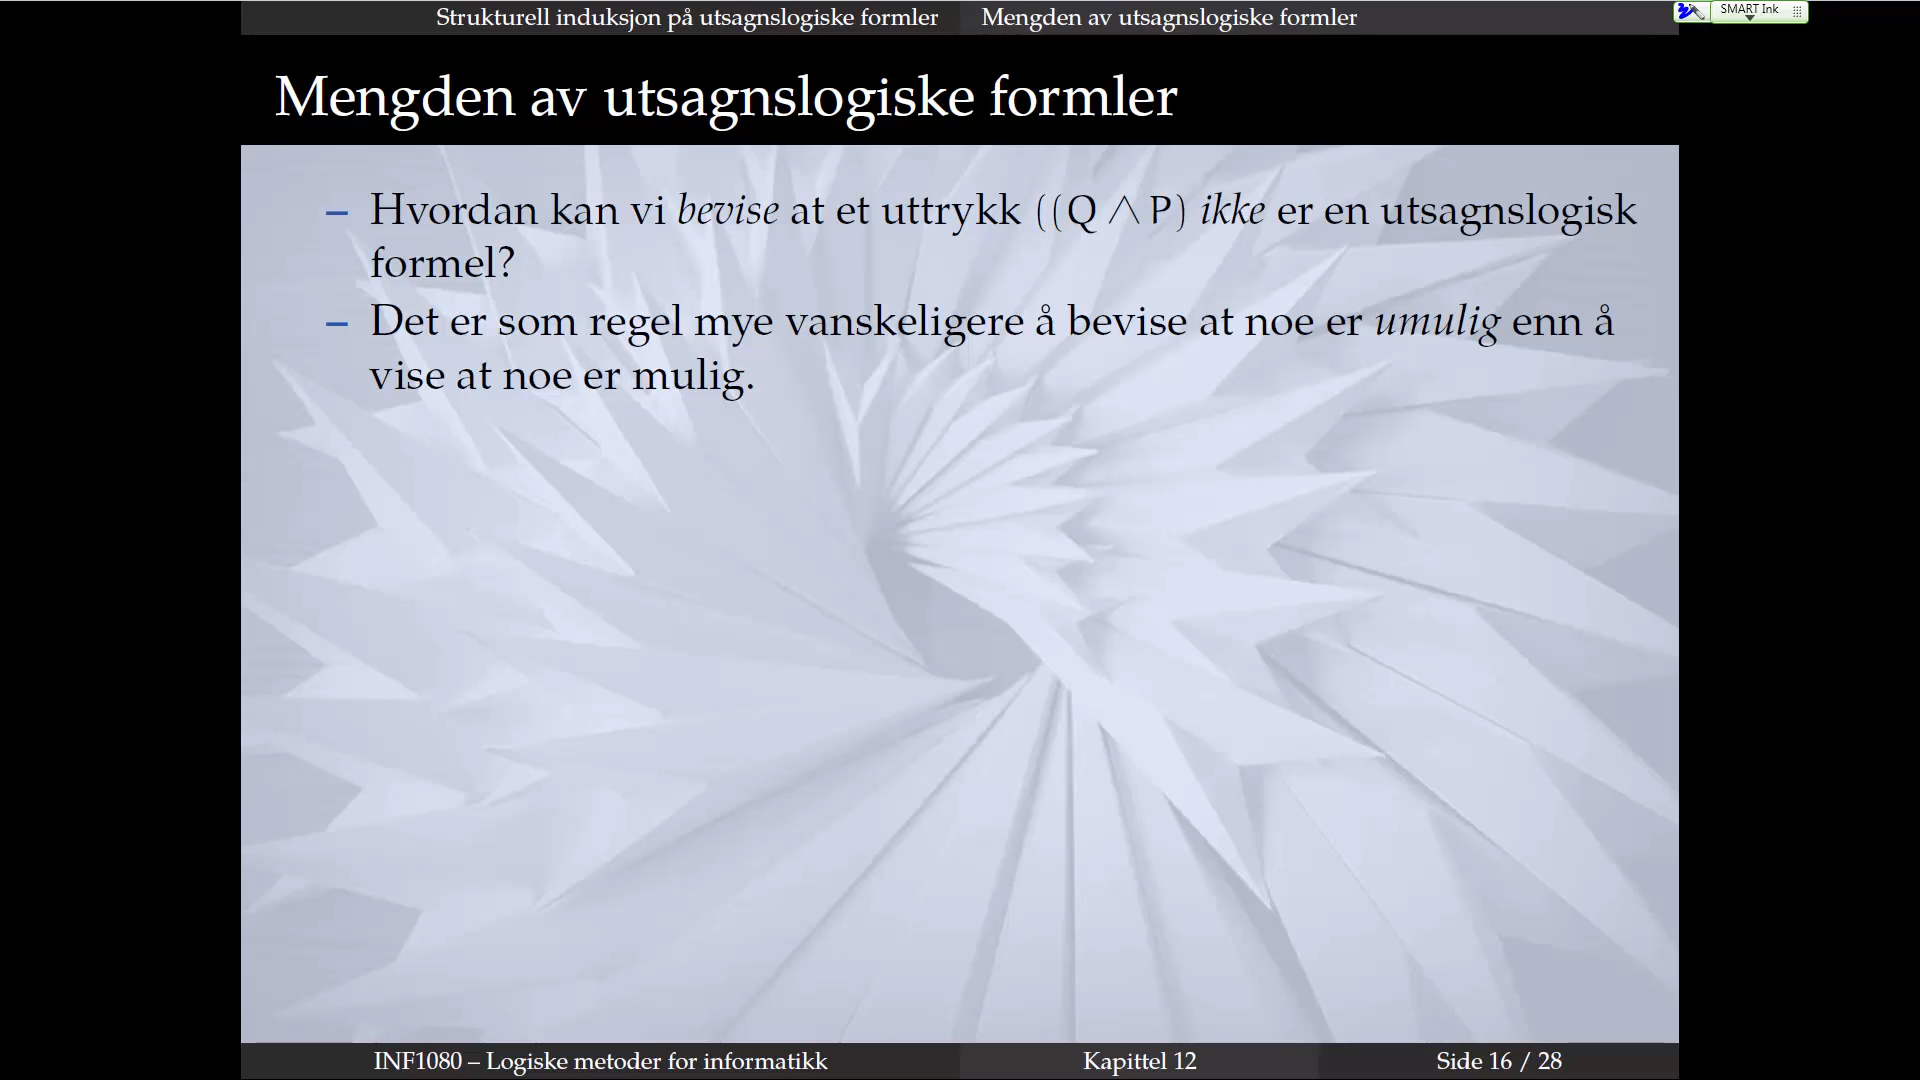 Strukturell induksjon på utsagnslogiske formler Mengden av utsagnslogiske formler
SMART Ink
Mengden av utsagnslogiske formler
– Hvordan kan vi bevise at et uttrykk ((Q ∧ P) ikke er en utsagnslogisk
formel?
– Det er som regel mye vanskeligere å bevise at noe er umulig enn å
vise at noe er mulig.
INF1080 – Logiske metoder for informatikk Kapittel 12 Side 16 / 28